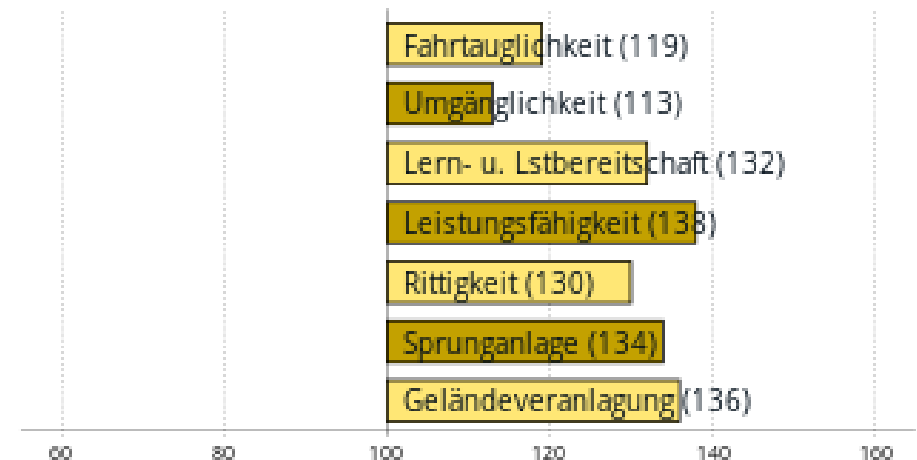 Fahrtauglichkeit (119)
Umgänglichkeit (113)
Lern- u. Lstbereitschaft (132)
Leistungsfähigkeit (138)
Rittigkeit (130)
Sprunganlage (134)
Geländeveranlagung (136)
60 80 100 120 140 160